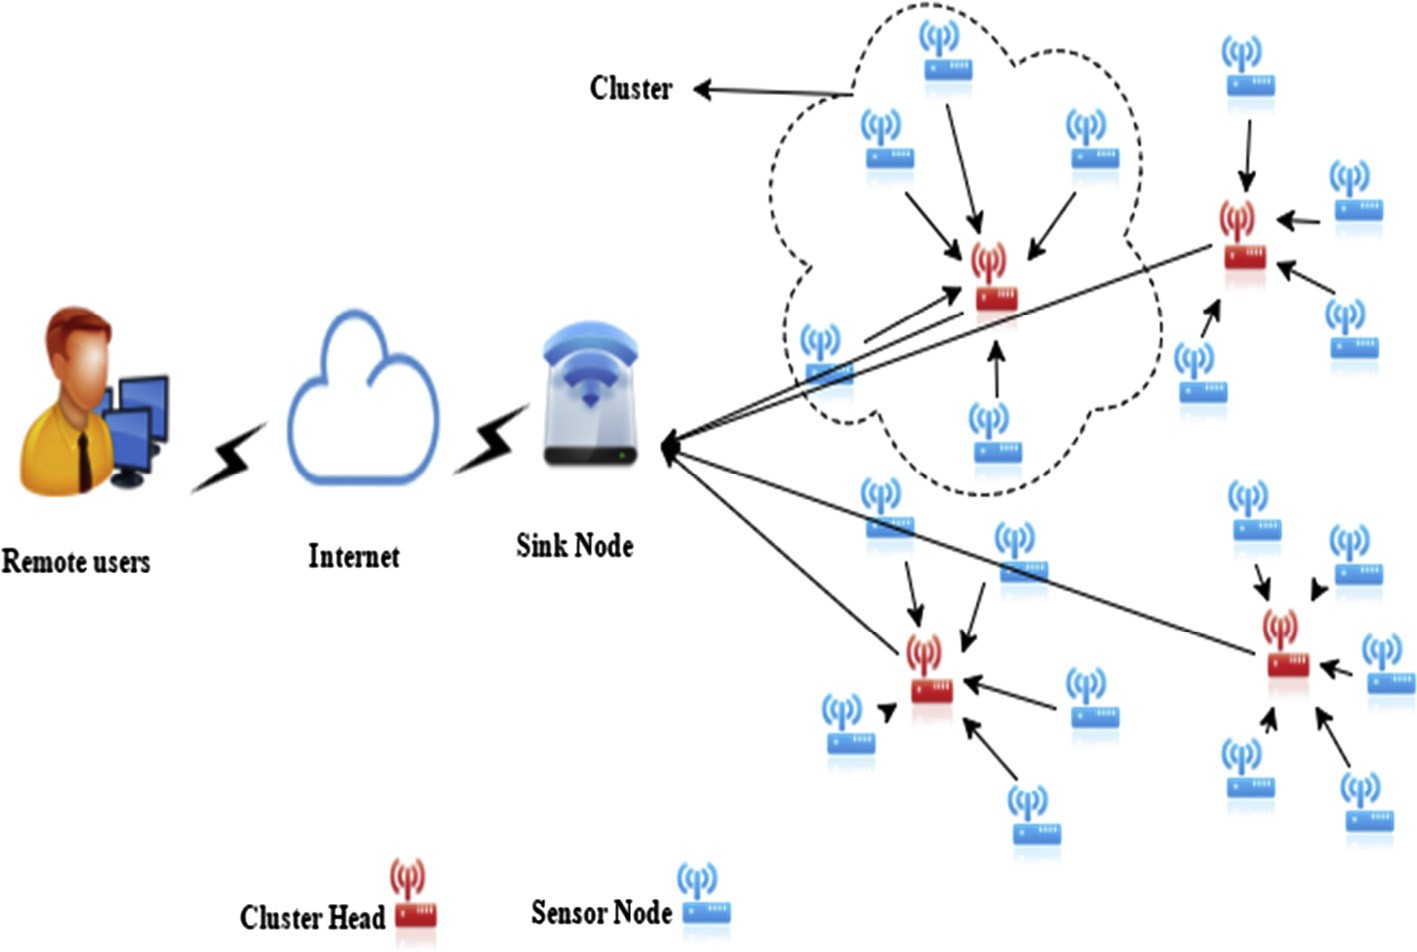 Cluster
Remote users
Internet
Sink Node
Cluster Head
Sensor Node